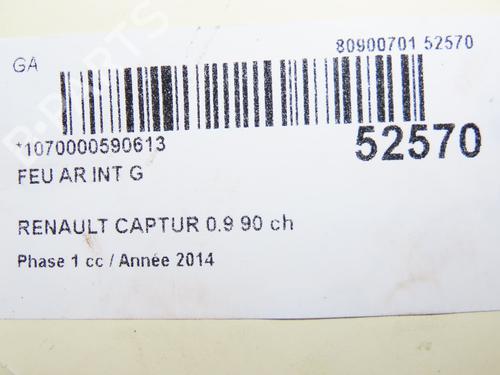 GA
80900701 52570
*1070000590613
52570
FEU AR INT G
RENAULT CAPTUR 0.9 90 ch
Phase 1 cc / Année 2014